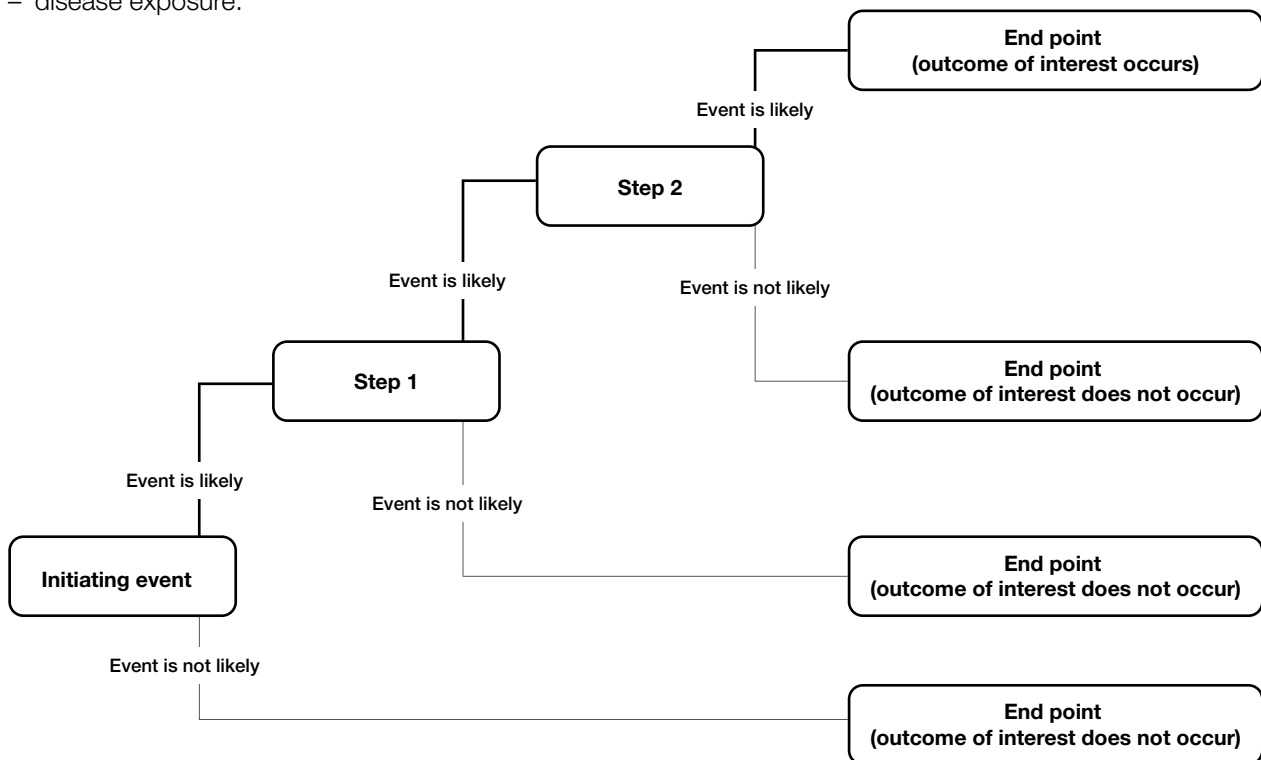 – disease exposure.
End point
(outcome of interest occurs)
Event is likely
Step 2
Event is likely
Event is not likely
End point
(outcome of interest does not occur)
Step 1
Event is likely
Event is not likely
End point
(outcome of interest does not occur)
Initiating event
Event is not likely
End point
(outcome of interest does not occur)